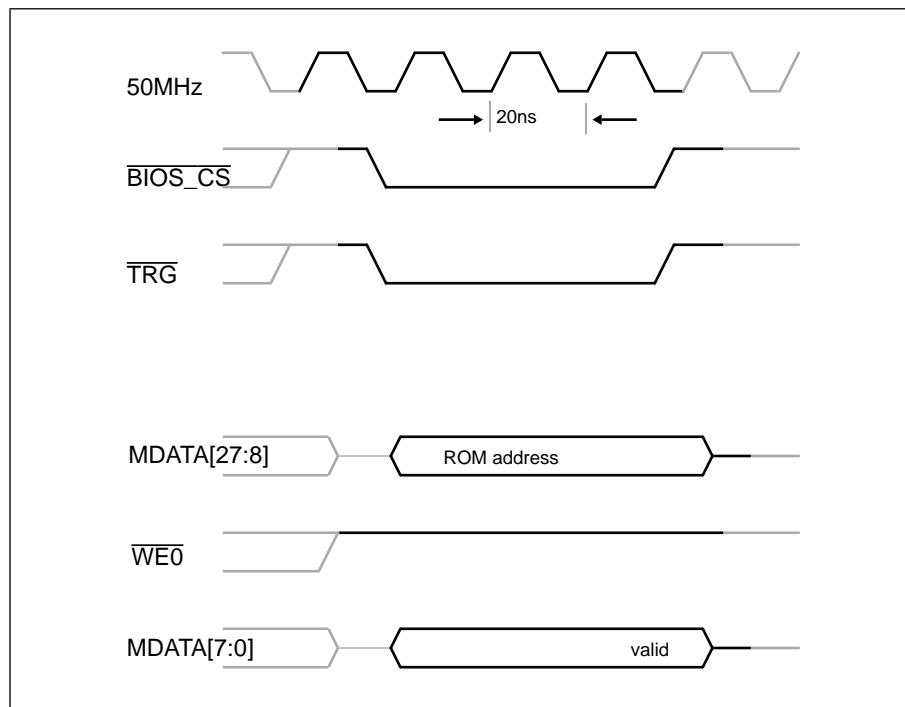 50MHz
20ns
BIOS_CS
TRG
MDATA[27:8]
ROM address
WE0
MDATA[7:0]
valid